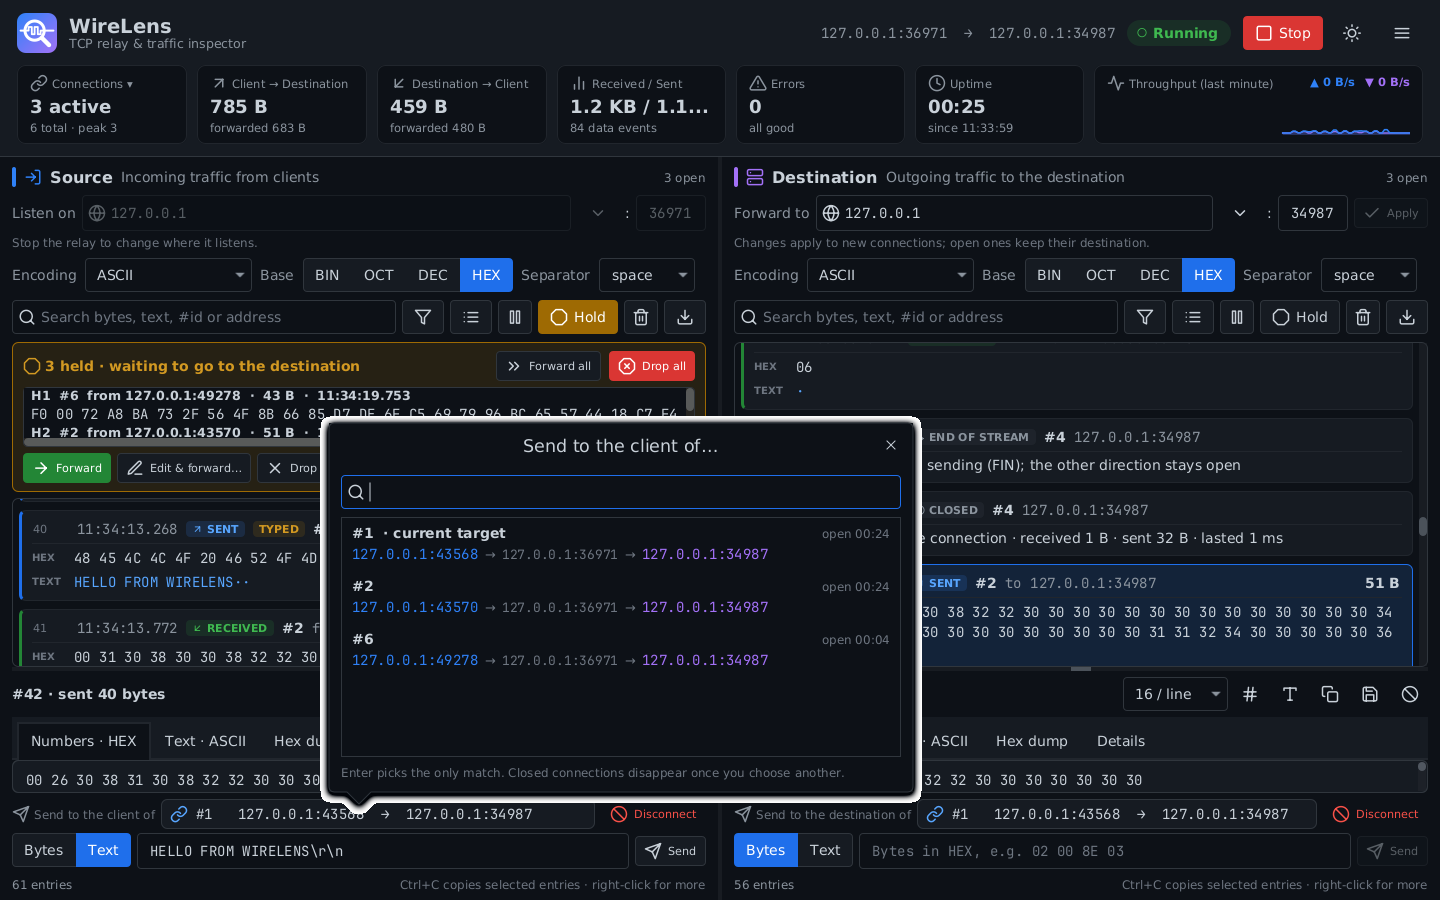 WireLens
TCP relay & traffic inspector
127.0.0.1:36971 → 127.0.0.1:34987
Running
Stop
Connections ▾
3 active
6 total · peak 3
Client → Destination
785 B
forwarded 683 B
Destination → Client
459 B
forwarded 480 B
Received / Sent
1.2 KB / 1.1…
84 data events
Errors
0
all good
Uptime
00:25
since 11:33:59
Throughput (last minute)
▲ 0 B/s ▼ 0 B/s
Source Incoming traffic from clients
3 open
Listen on 127.0.0.1 : 36971
Stop the relay to change where it listens.
Encoding ASCII Base BIN OCT DEC HEX Separator space
Search bytes, text, #id or address
Hold
3 held · waiting to go to the destination
Forward all
Drop all
H1 #6 from 127.0.0.1:49278 · 43 B · 11:34:19.753
F0 00 72 A8 BA 73 2F 56 4F 8B 66 85 D7 DE 6E C5 69 79 96 BC 65 57 44 18 C7 E4
H2 #2 from 127.0.0.1:43570 · 51 B ·
Forward
Edit & forward…
Drop
40 11:34:13.268 SENT TYPED
HEX 48 45 4C 4C 4F 20 46 52 4F 4D
TEXT HELLO FROM WIRELENS··
41 11:34:13.772 RECEIVED #2
HEX 00 31 30 38 30 30 38 32 32 30
#42 · sent 40 bytes
Numbers · HEX
Text · ASCII
Hex du
00 26 30 38 31 30 38 32 32 30 30 30
Send to the client of #1 127.0.0.1:43568 → 127.0.0.1:34987
Disconnect
Bytes Text HELLO FROM WIRELENS\r\n
Send
61 entries
Ctrl+C copies selected entries · right-click for more
Send to the client of…
#1 · current target
open 00:24
127.0.0.1:43568 → 127.0.0.1:36971 → 127.0.0.1:34987
#2
open 00:24
127.0.0.1:43570 → 127.0.0.1:36971 → 127.0.0.1:34987
#6
open 00:04
127.0.0.1:49278 → 127.0.0.1:36971 → 127.0.0.1:34987
Enter picks the only match. Closed connections disappear once you choose another.
Destination Outgoing traffic to the destination
3 open
Forward to 127.0.0.1 : 34987
Apply
Changes apply to new connections; open ones keep their destination.
Encoding ASCII Base BIN OCT DEC HEX Separator space
Search bytes, text, #id or address
Hold
HEX 06
TEXT ·
END OF STREAM #4 127.0.0.1:34987
sending (FIN); the other direction stays open
CLOSED #4 127.0.0.1:34987
connection · received 1 B · sent 32 B · lasted 1 ms
SENT #2 to 127.0.0.1:34987
51 B
30 38 32 32 30 30 30 30 30 30 30 30 30 30 30 30 30 30 30 34
30 30 30 30 30 30 30 30 30 30 31 31 32 34 30 30 30 30 30 36
16 / line
· ASCII
Hex dump
Details
32 32 30 30 30 30 30 30 30
Send to the destination of #1 127.0.0.1:43568 → 127.0.0.1:34987
Disconnect
Bytes Text Bytes in HEX, e.g. 02 00 8E 03
Send
56 entries
Ctrl+C copies selected entries · right-click for more